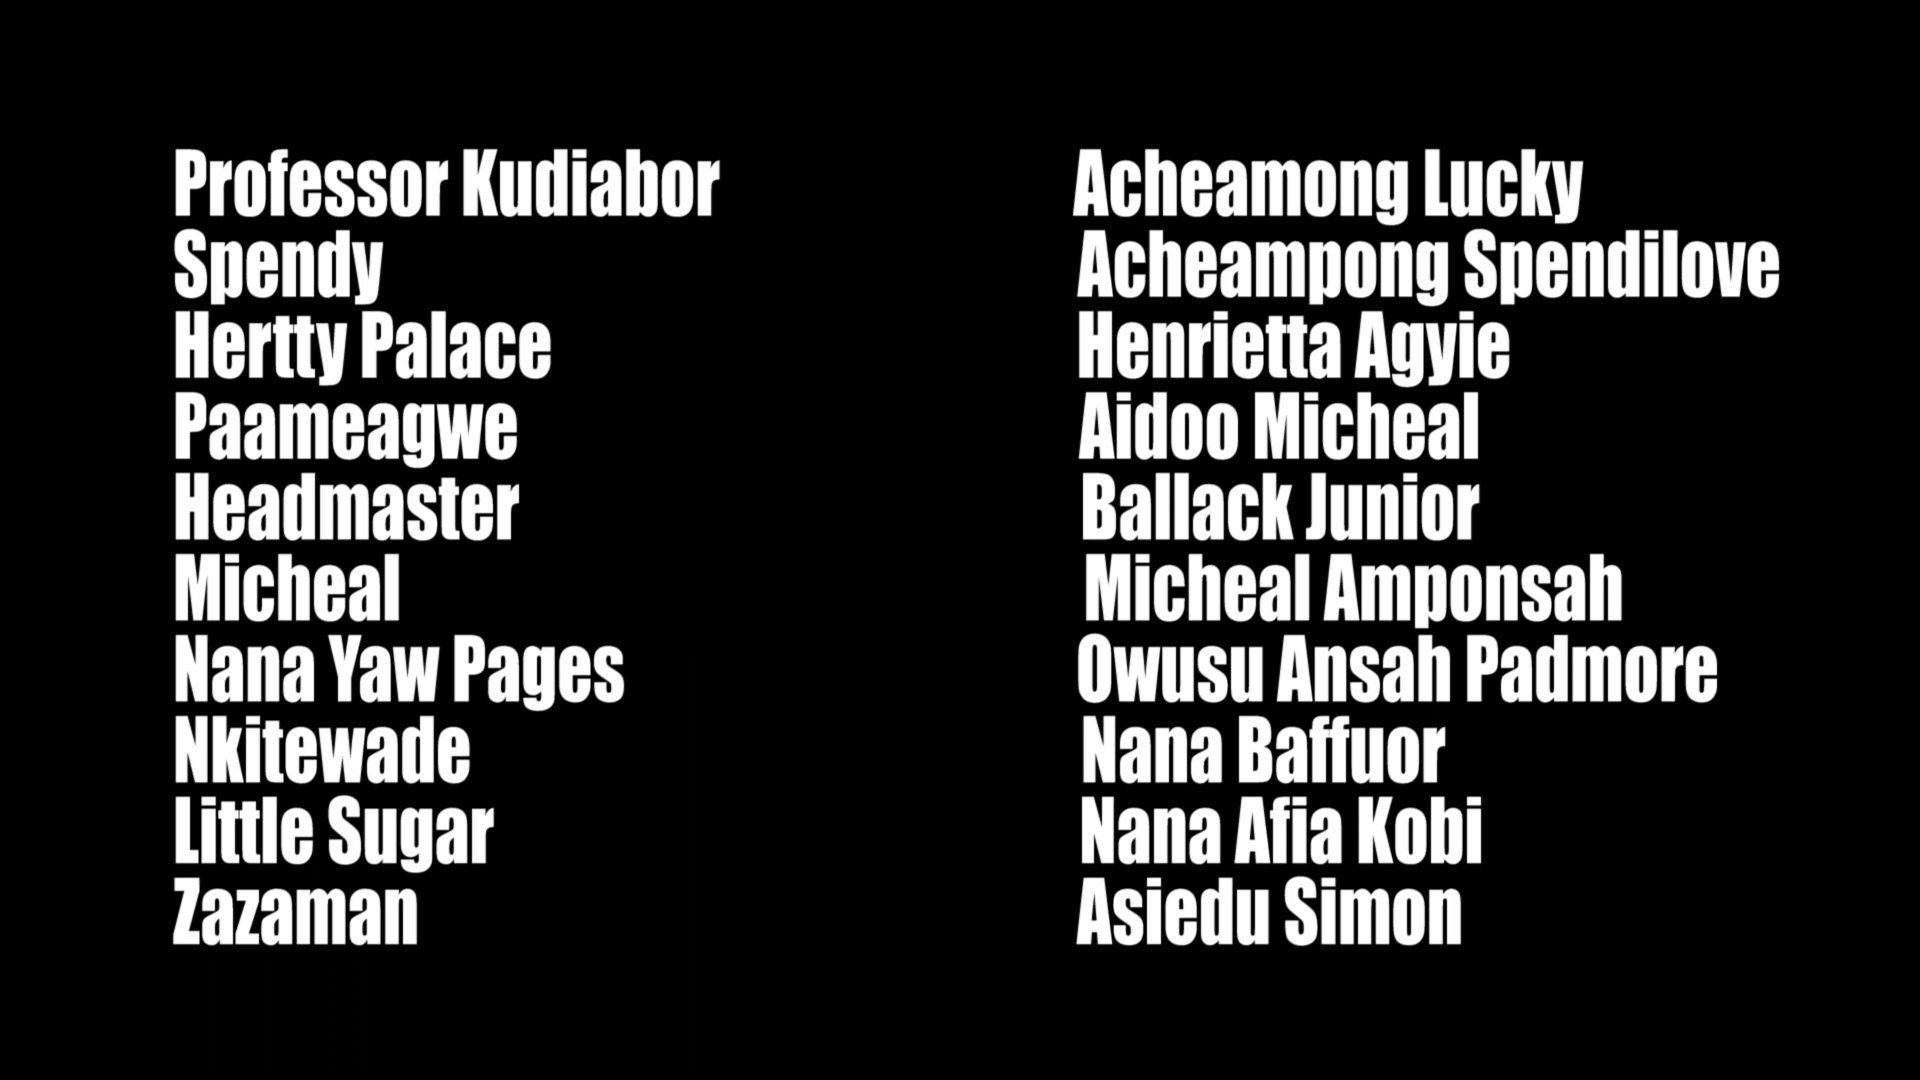 Professor Kudiabor Acheamong Lucky
Spendy Acheampong Spendilove
Hertty Palace Henrietta Agyie
Paameagwe Aidoo Micheal
Headmaster Ballack Junior
Micheal Micheal Amponsah
Nana Yaw Pages Owusu Ansah Padmore
Nkitewade Nana Baffuor
Little Sugar Nana Afia Kobi
Zazaman Asiedu Simon